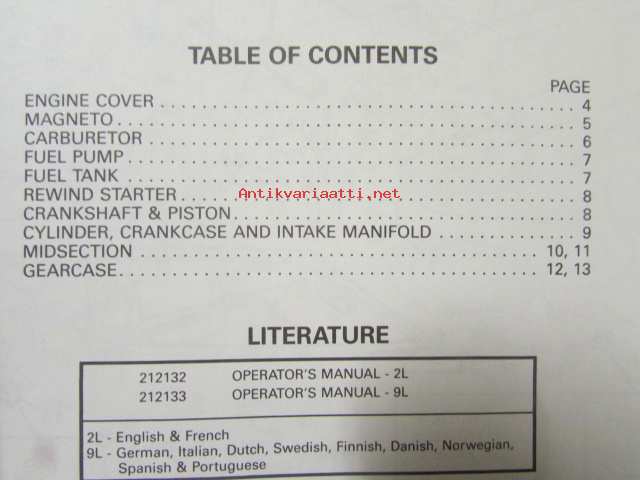 TABLE OF CONTENTS
PAGE
ENGINE COVER . . . . . . . . . . . . . . . . . . . . . . . . . . . . . . . . . . . . . . . . 4
MAGNETO . . . . . . . . . . . . . . . . . . . . . . . . . . . . . . . . . . . . . . . . . . . 5
CARBURETOR . . . . . . . . . . . . . . . . . . . . . . . . . . . . . . . . . . . . . . . . 6
FUEL PUMP . . . . . . . . . . . . . . . . . . . . . . . . . . . . . . . . . . . . . . . . . . 7
FUEL TANK . . . . . . . . . . . . . . . . . . . . . . . . . . . . . . . . . . . . . . . . . . 7
REWIND STARTER . . . . . . . . . . . . . . . . . . . . . . . . . . . . . . . . . . . . . 8
Antikvariaatti.net
CRANKSHAFT & PISTON . . . . . . . . . . . . . . . . . . . . . . . . . . . . . . . . 8
CYLINDER, CRANKCASE AND INTAKE MANIFOLD . . . . . . . . . . . . . 9
MIDSECTION . . . . . . . . . . . . . . . . . . . . . . . . . . . . . . . . . . . . . . 10, 11
GEARCASE . . . . . . . . . . . . . . . . . . . . . . . . . . . . . . . . . . . . . . . . 12, 13
LITERATURE
212132 OPERATOR'S MANUAL - 2L
212133 OPERATOR'S MANUAL - 9L
2L - English & French
9L - German, Italian, Dutch, Swedish, Finnish, Danish, Norwegian,
Spanish & Portuguese